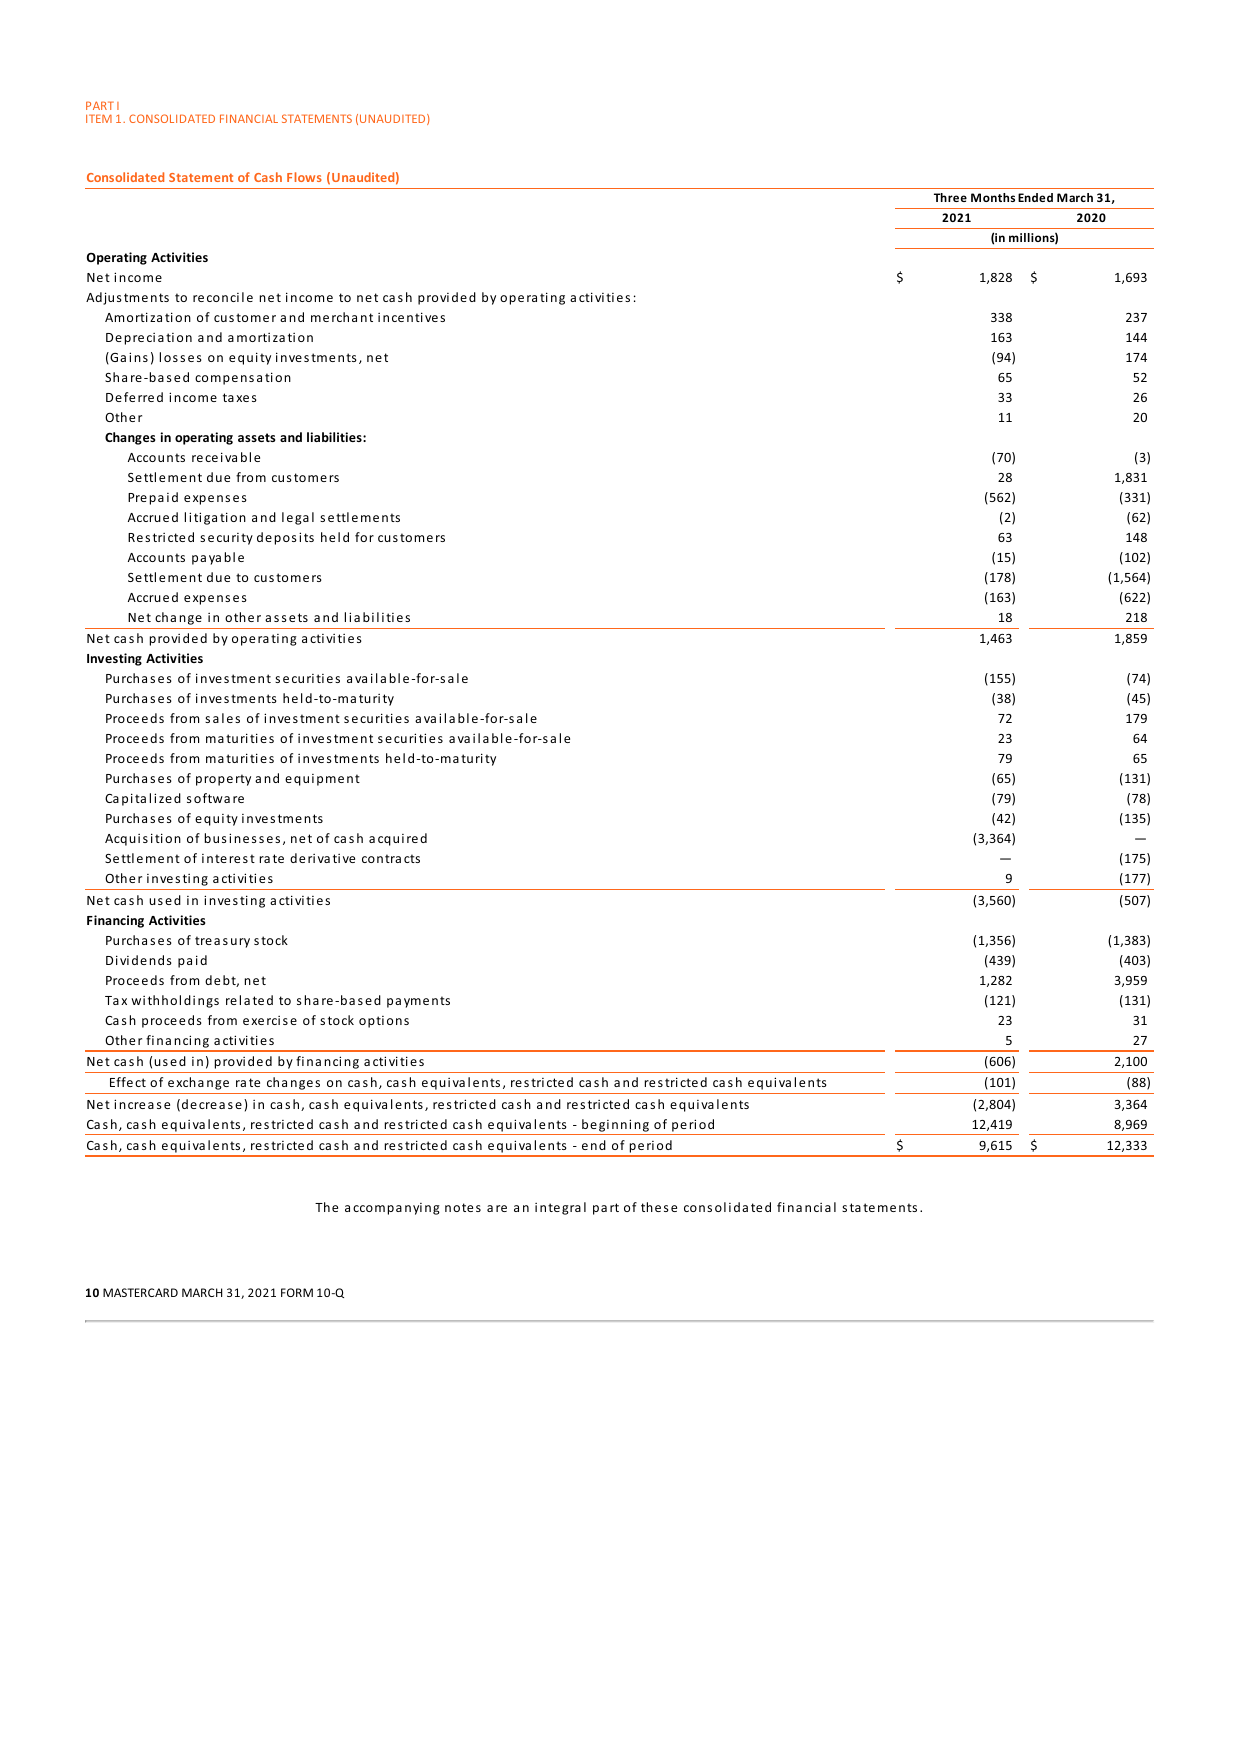 PART I
ITEM 1. CONSOLIDATED FINANCIAL STATEMENTS (UNAUDITED)
Consolidated Statement of Cash Flows (Unaudited)
Three Months Ended March 31,
2021 2020
(in millions)
Operating Activities
Net income $ 1,828 $ 1,693
Adjustments to reconcile net income to net cash provided by operating activities:
Amortization of customer and merchant incentives 338 237
Depreciation and amortization 163 144
(Gains) losses on equity investments, net (94) 174
Share-based compensation 65 52
Deferred income taxes 33 26
Other 11 20
Changes in operating assets and liabilities:
Accounts receivable (70) (3)
Settlement due from customers 28 1,831
Prepaid expenses (562) (331)
Accrued litigation and legal settlements (2) (62)
Restricted security deposits held for customers 63 148
Accounts payable (15) (102)
Settlement due to customers (178) (1,564)
Accrued expenses (163) (622)
Net change in other assets and liabilities 18 218
Net cash provided by operating activities 1,463 1,859
Investing Activities
Purchases of investment securities available-for-sale (155) (74)
Purchases of investments held-to-maturity (38) (45)
Proceeds from sales of investment securities available-for-sale 72 179
Proceeds from maturities of investment securities available-for-sale 23 64
Proceeds from maturities of investments held-to-maturity 79 65
Purchases of property and equipment (65) (131)
Capitalized software (79) (78)
Purchases of equity investments (42) (135)
Acquisition of businesses, net of cash acquired (3,364) —
Settlement of interest rate derivative contracts — (175)
Other investing activities 9 (177)
Net cash used in investing activities (3,560) (507)
Financing Activities
Purchases of treasury stock (1,356) (1,383)
Dividends paid (439) (403)
Proceeds from debt, net 1,282 3,959
Tax withholdings related to share-based payments (121) (131)
Cash proceeds from exercise of stock options 23 31
Other financing activities 5 27
Net cash (used in) provided by financing activities (606) 2,100
Effect of exchange rate changes on cash, cash equivalents, restricted cash and restricted cash equivalents (101) (88)
Net increase (decrease) in cash, cash equivalents, restricted cash and restricted cash equivalents (2,804) 3,364
Cash, cash equivalents, restricted cash and restricted cash equivalents - beginning of period 12,419 8,969
Cash, cash equivalents, restricted cash and restricted cash equivalents - end of period $ 9,615 $ 12,333
The accompanying notes are an integral part of these consolidated financial statements.
10 MASTERCARD MARCH 31, 2021 FORM 10-Q